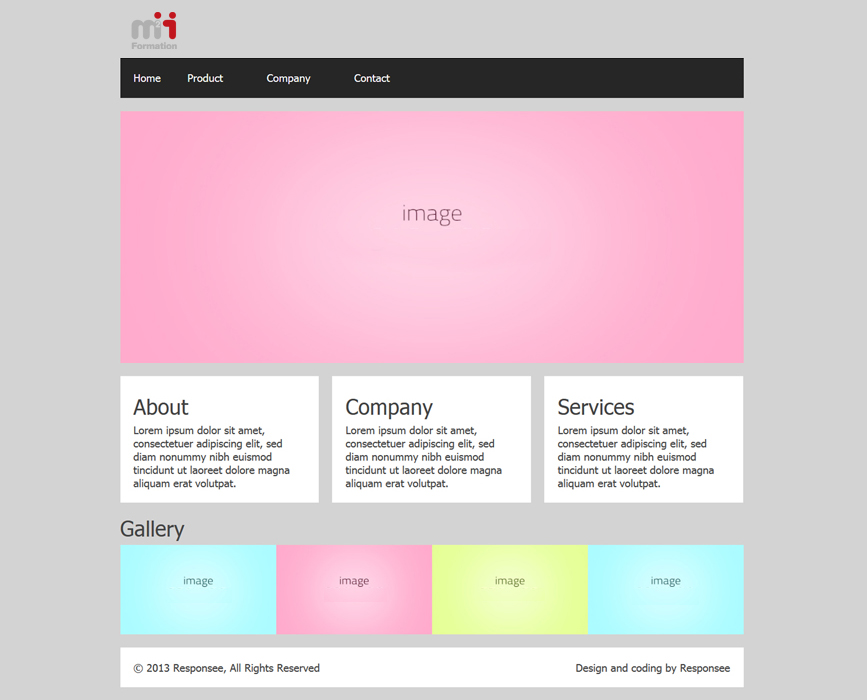 mii
Formation
Home Product Company Contact
image
About
Lorem ipsum dolor sit amet,
consectetuer adipiscing elit, sed
diam nonummy nibh euismod
tincidunt ut laoreet dolore magna
aliquam erat volutpat.
Company
Lorem ipsum dolor sit amet,
consectetuer adipiscing elit, sed
diam nonummy nibh euismod
tincidunt ut laoreet dolore magna
aliquam erat volutpat.
Services
Lorem ipsum dolor sit amet,
consectetuer adipiscing elit, sed
diam nonummy nibh euismod
tincidunt ut laoreet dolore magna
aliquam erat volutpat.
Gallery
image image image image
© 2013 Responsee, All Rights Reserved
Design and coding by Responsee